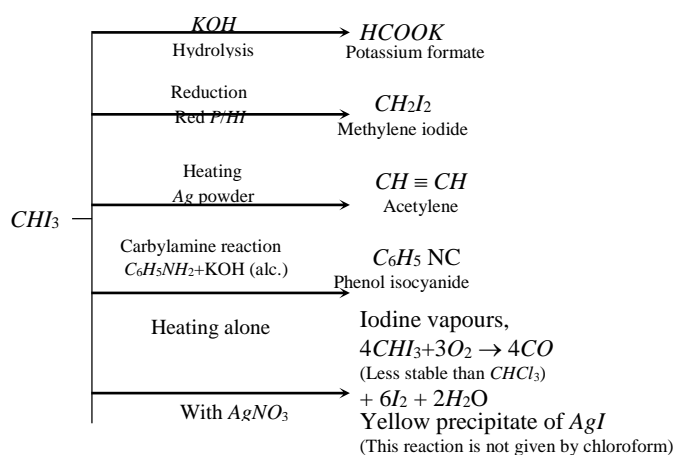 KOH
Hydrolysis
HCOOK
Potassium formate
Reduction
Red P/HI
CH2I2
Methylene iodide
Heating
Ag powder
CH ≡ CH
Acetylene
CHI3
Carbylamine reaction
C6H5NH2+KOH (alc.)
C6H5 NC
Phenol isocyanide
Heating alone
Iodine vapours,
4CHI3+3O2 → 4CO
(Less stable than CHCl3)
+ 6I2 + 2H2O
With AgNO3
Yellow precipitate of AgI
(This reaction is not given by chloroform)